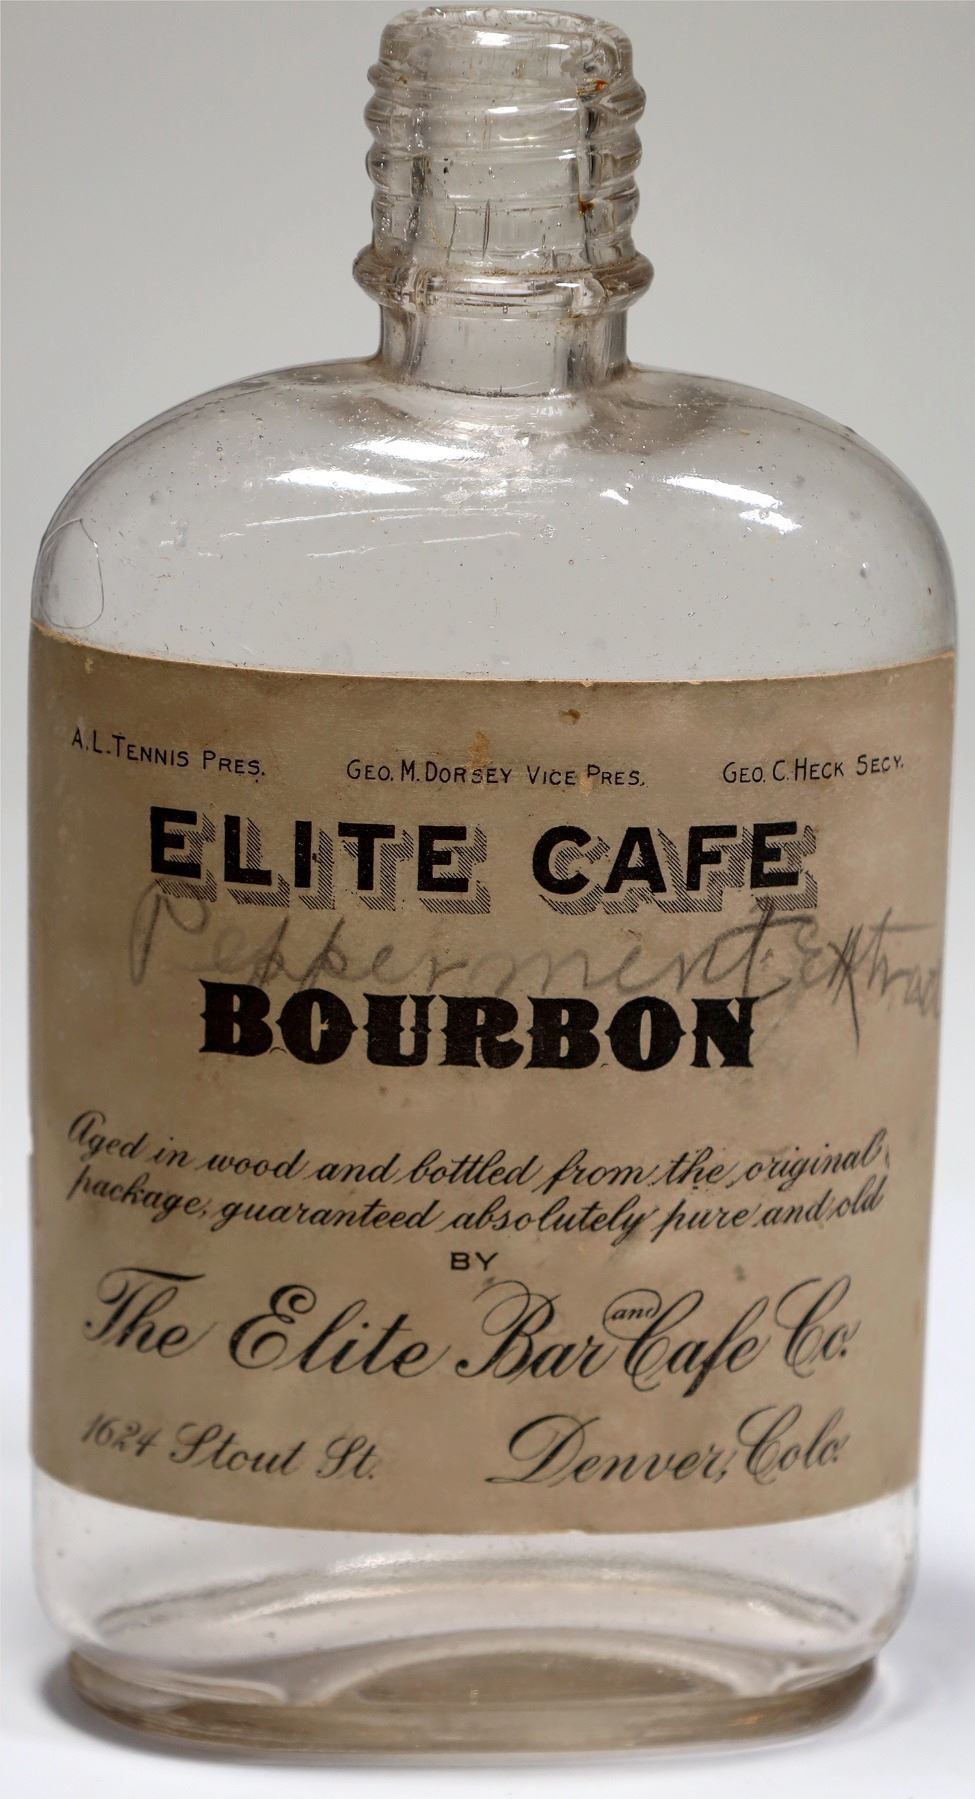 A.L. TENNIS PRES. GEO. M. DORSEY VICE PRES. GEO. C. HECK SECY.
ELITE CAFE
Pepperment Extrac
BOURBON
Aged in wood and bottled from the original
package, guaranteed absolutely pure and old
BY
The Elite Bar and Cafe Co.
1624 Stout St. Denver, Colo.